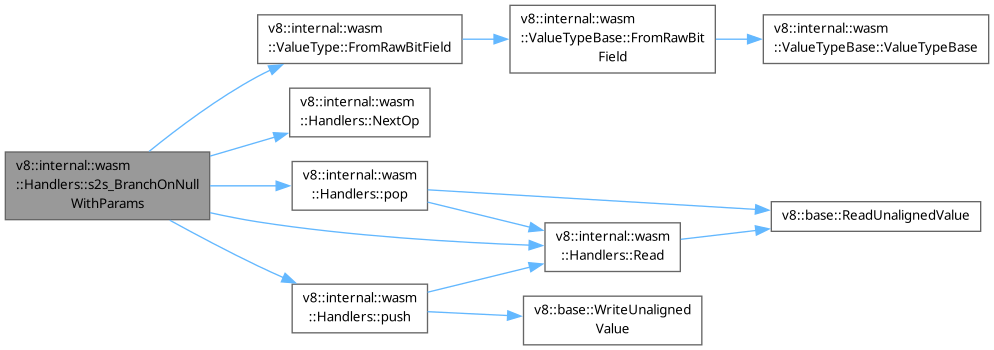 v8::internal::wasm
::ValueType::FromRawBitField
v8::internal::wasm
::ValueTypeBase::FromRawBit
Field
v8::internal::wasm
::ValueTypeBase::ValueTypeBase
v8::internal::wasm
::Handlers::NextOp
v8::internal::wasm
::Handlers::s2s_BranchOnNull
WithParams
v8::internal::wasm
::Handlers::pop
v8::base::ReadUnalignedValue
v8::internal::wasm
::Handlers::Read
v8::internal::wasm
::Handlers::push
v8::base::WriteUnaligned
Value